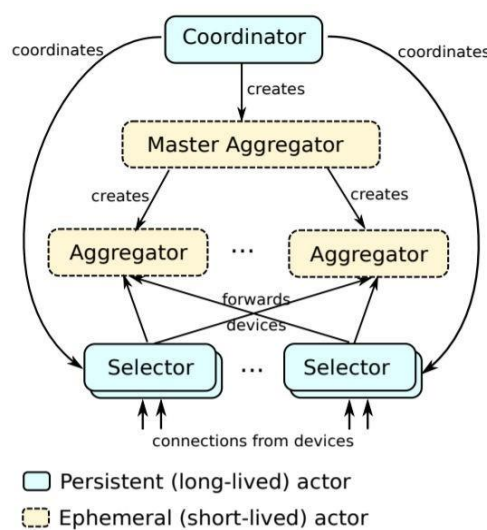 Coordinator
coordinates
coordinates
creates
Master Aggregator
creates
creates
Aggregator
...
Aggregator
forwards
devices
Selector
...
Selector
connections from devices
Persistent (long-lived) actor
Ephemeral (short-lived) actor